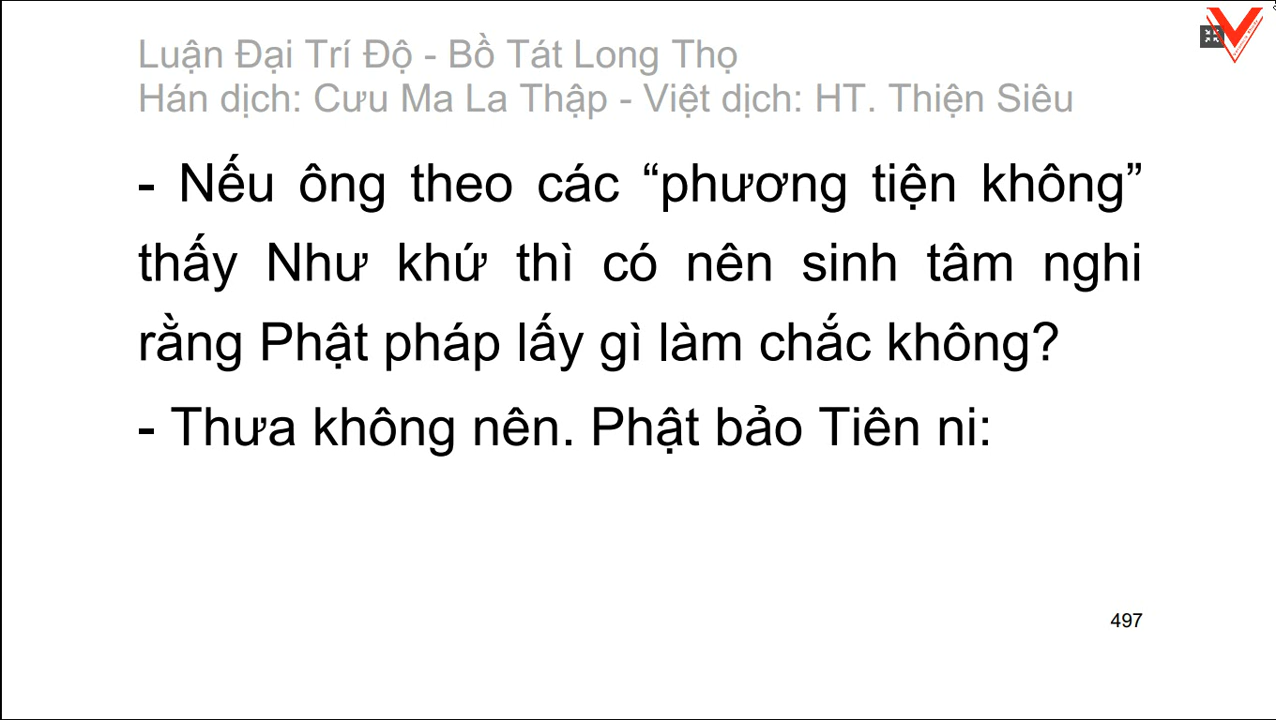 Luận Đại Trí Độ - Bồ Tát Long Thọ
Hán dịch: Cưu Ma La Thập - Việt dịch: HT. Thiện Siêu
- Nếu ông theo các “phương tiện không”
thấy Như khứ thì có nên sinh tâm nghi
rằng Phật pháp lấy gì làm chắc không?
- Thưa không nên. Phật bảo Tiên ni:
497